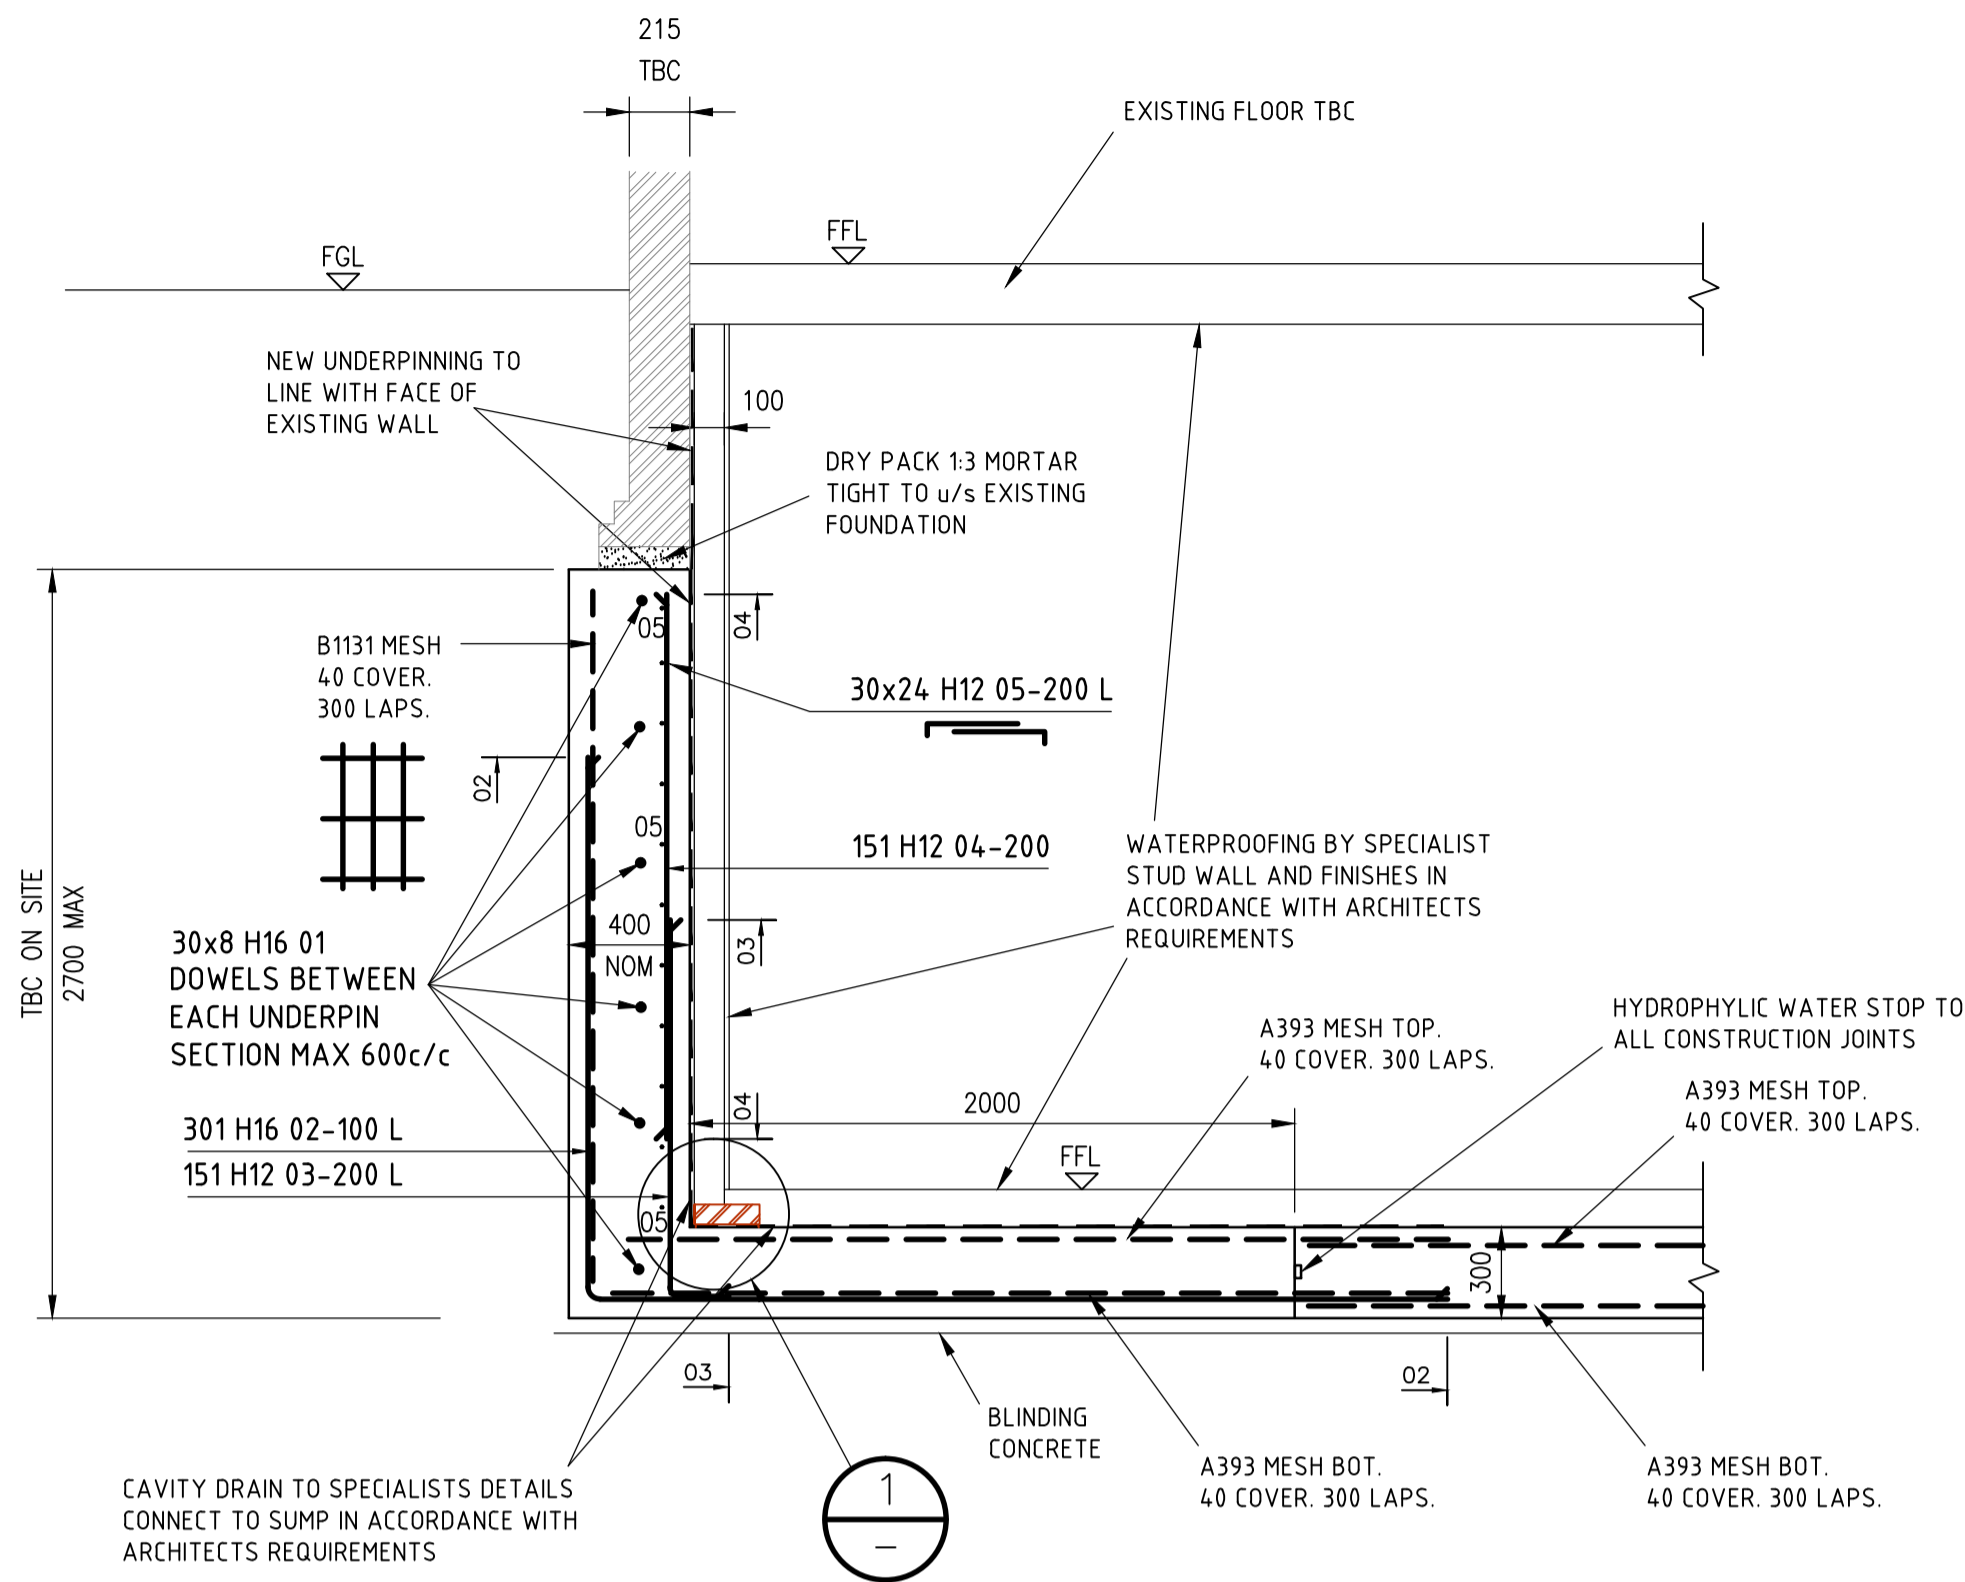 215
TBC
EXISTING FLOOR TBC
FGL
FFL
NEW UNDERPINNING TO
LINE WITH FACE OF
EXISTING WALL
100
DRY PACK 1:3 MORTAR
TIGHT TO u/s EXISTING
FOUNDATION
04
05
B1131 MESH
40 COVER.
300 LAPS.
30x24 H12 05-200 L
02
05
151 H12 04-200
WATERPROOFING BY SPECIALIST
STUD WALL AND FINISHES IN
ACCORDANCE WITH ARCHITECTS
REQUIREMENTS
TBC ON SITE
2700 MAX
400
NOM
03
30x8 H16 01
DOWELS BETWEEN
EACH UNDERPIN
SECTION MAX 600c/c
HYDROPHYLIC WATER STOP TO
ALL CONSTRUCTION JOINTS
A393 MESH TOP.
40 COVER. 300 LAPS.
A393 MESH TOP.
40 COVER. 300 LAPS.
2000
04
301 H16 02-100 L
151 H12 03-200 L
FFL
05
300
03
02
BLINDING
CONCRETE
A393 MESH BOT.
40 COVER. 300 LAPS.
A393 MESH BOT.
40 COVER. 300 LAPS.
CAVITY DRAIN TO SPECIALISTS DETAILS
CONNECT TO SUMP IN ACCORDANCE WITH
ARCHITECTS REQUIREMENTS
1
-